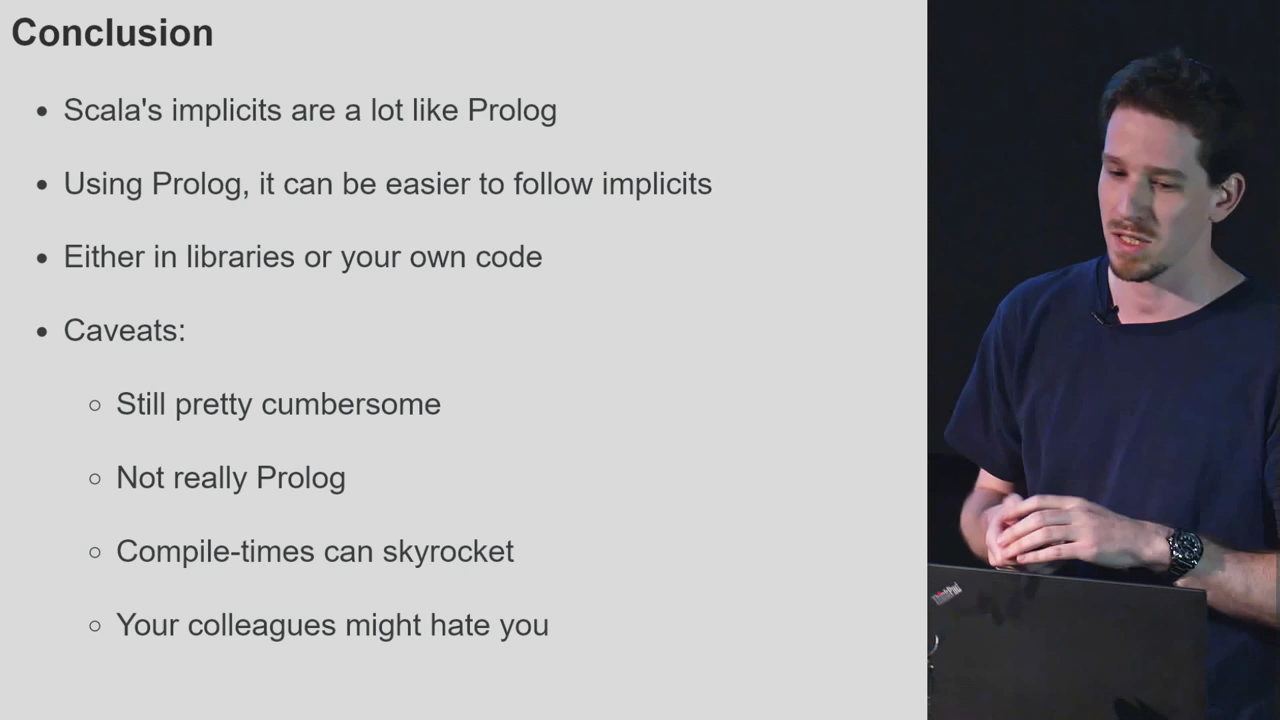 Conclusion
Scala's implicits are a lot like Prolog
Using Prolog, it can be easier to follow implicits
Either in libraries or your own code
Caveats:
Still pretty cumbersome
Not really Prolog
Compile-times can skyrocket
Your colleagues might hate you
ThinkPad